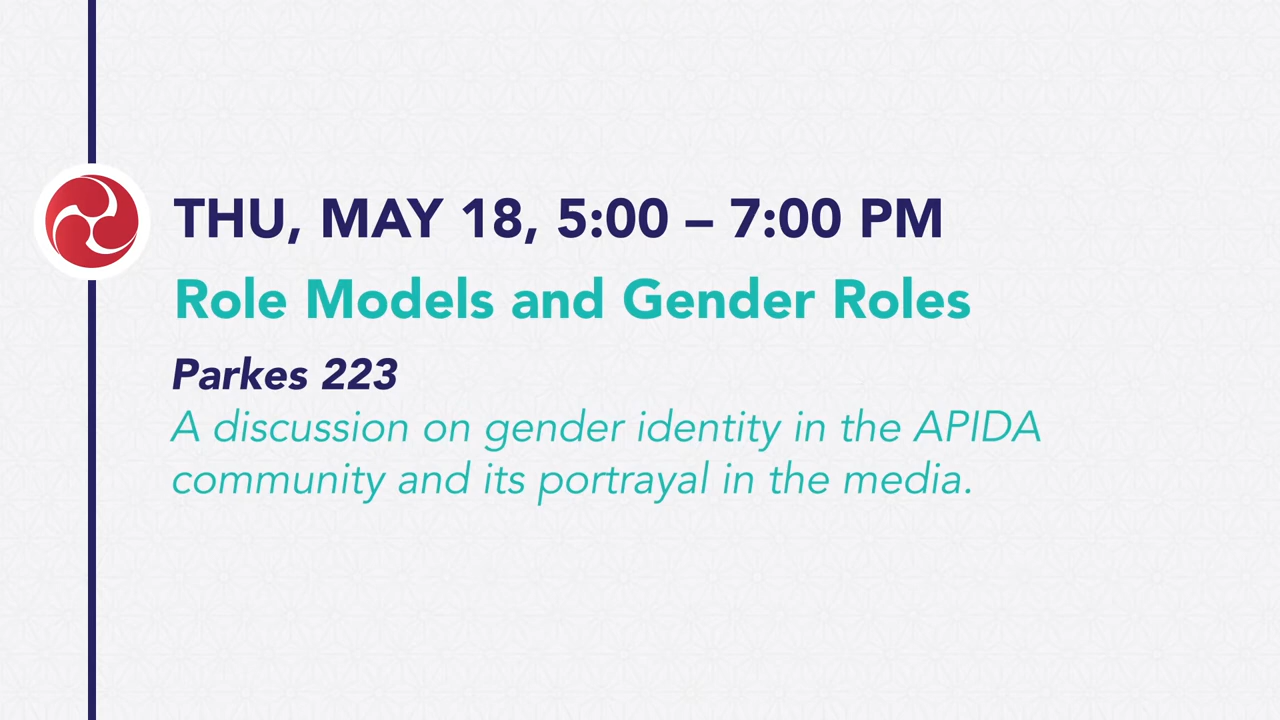 THU, MAY 18, 5:00 – 7:00 PM
Role Models and Gender Roles
Parkes 223
A discussion on gender identity in the APIDA
community and its portrayal in the media.